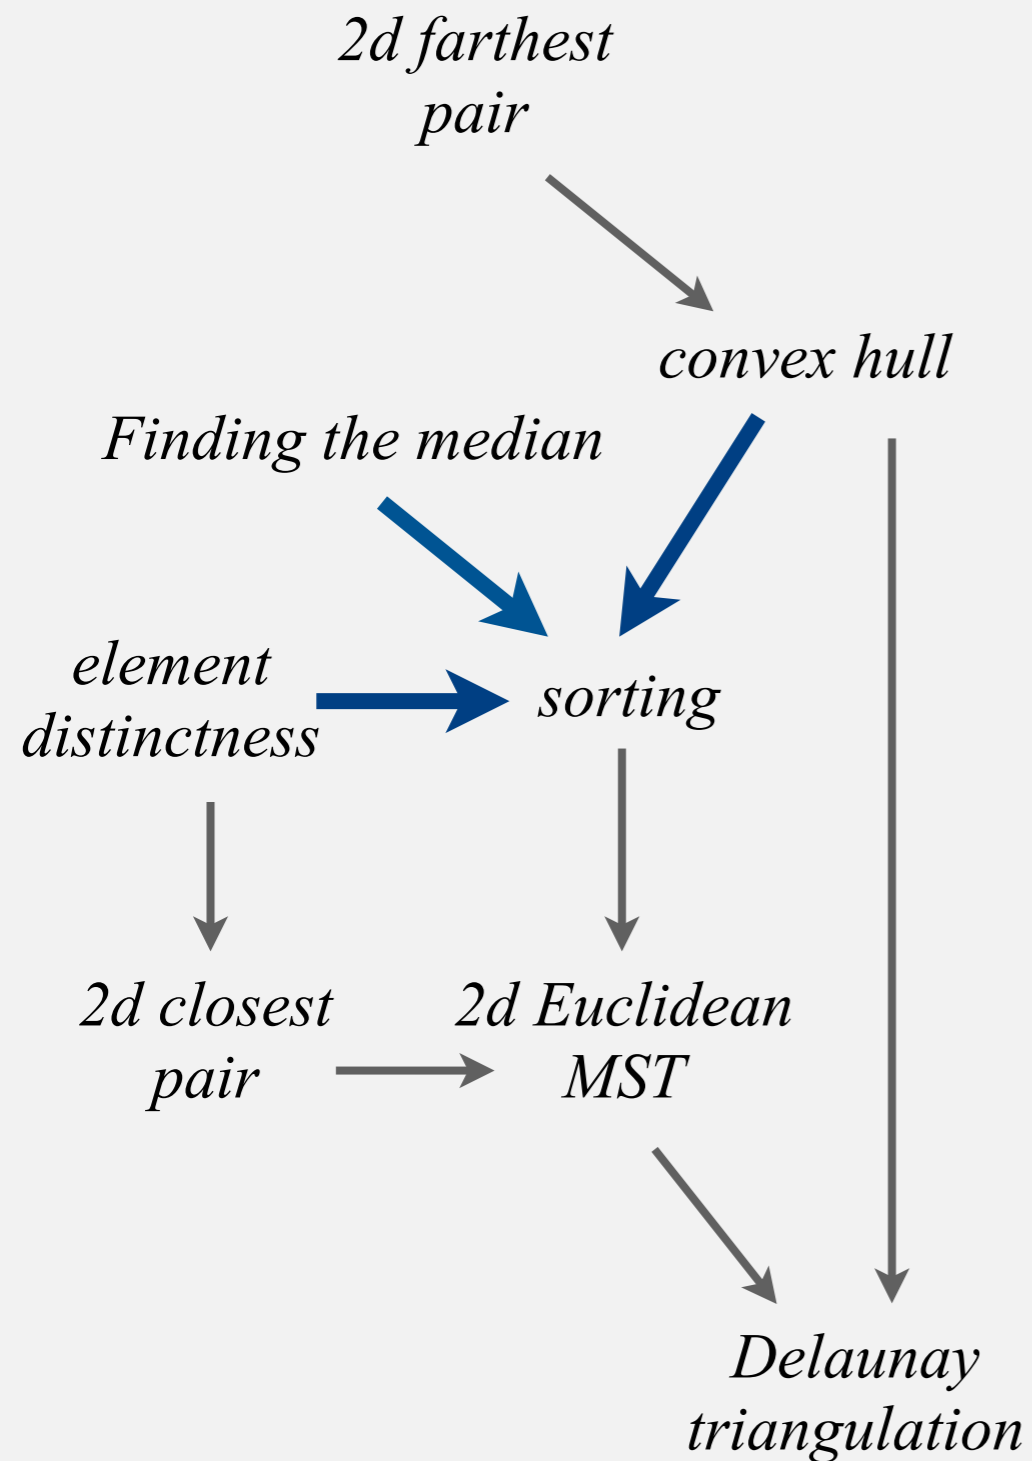 2d farthest
pair
convex hull
Finding the median
element
distinctness
sorting
2d closest
pair
2d Euclidean
MST
Delaunay
triangulation